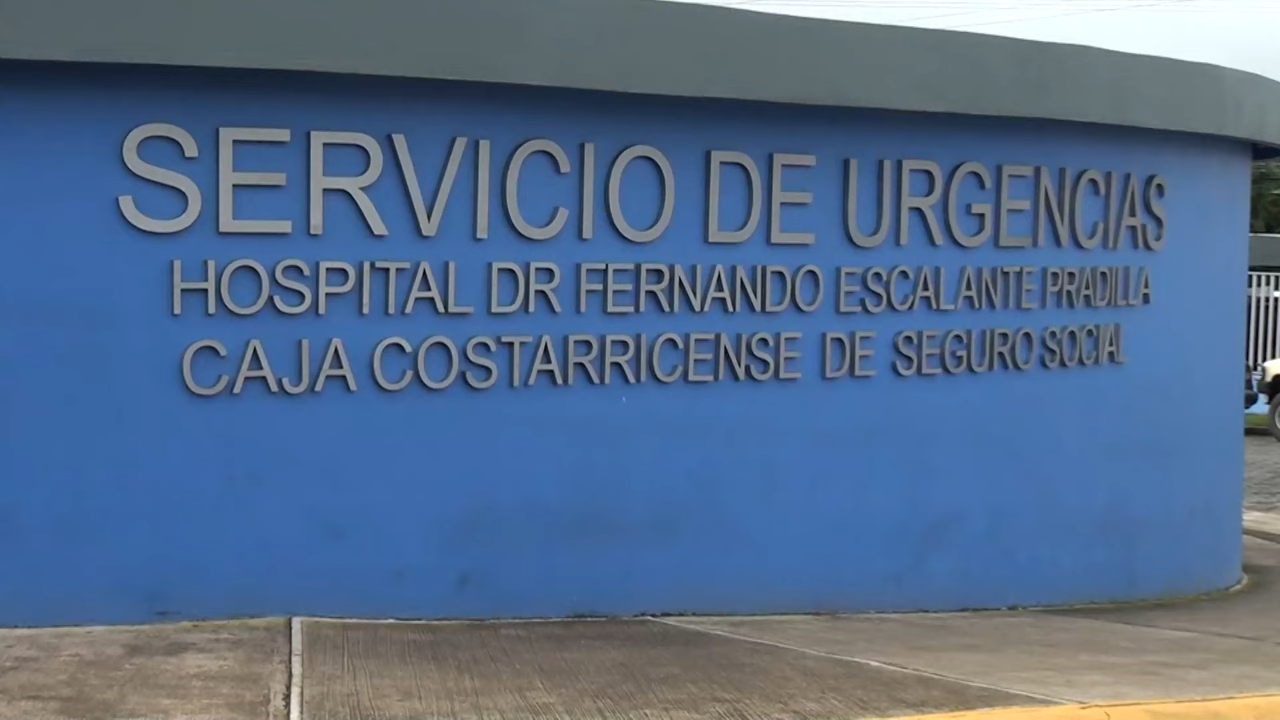 SERVICIO DE URGENCIAS
HOSPITAL DR FERNANDO ESCALANTE PRADILLA
CAJA COSTARRICENSE DE SEGURO SOCIAL